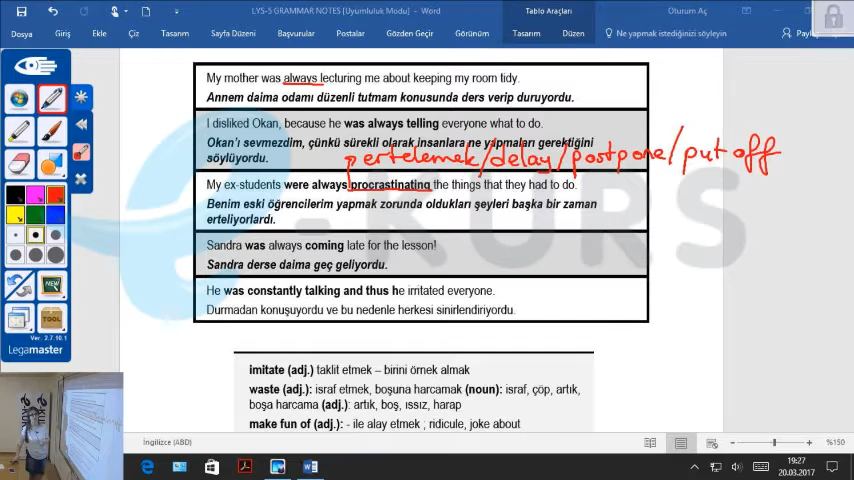 LYS-5 GRAMMAR NOTES [Uyumluluk Modu] - Word
Tablo Araçları
Oturum Aç
Dosya Giriş Ekle Çiz Tasarım Sayfa Düzeni Başvurular Postalar Gözden Geçir Görünüm Tasarım Düzen Ne yapmak istediğinizi söyleyin Paylaş
My mother was always lecturing me about keeping my room tidy.
Annem daima odamı düzenli tutmam konusunda ders verip duruyordu.
I disliked Okan, because he was always telling everyone what to do.
Okan'ı sevmezdim, çünkü sürekli olarak insanlara ne yapmaları gerektiğini
söylüyordu.
ertelemek/delay/postpone/put off
My ex-students were always procrastinating the things that they had to do.
Benim eski öğrencilerim yapmak zorunda oldukları şeyleri başka bir zaman
erteliyorlardı.
Sandra was always coming late for the lesson!
Sandra derse daima geç geliyordu.
He was constantly talking and thus he irritated everyone.
Durmadan konuşuyordu ve bu nedenle herkesi sinirlendiriyordu.
imitate (adj.) taklit etmek – birini örnek almak
waste (adj.): israf etmek, boşuna harcamak (noun): israf, çöp, artık,
boşa harcama (adj.): artık, boş, ıssız, harap
make fun of (adj.): - ile alay etmek ; ridicule, joke about
e-KURS
NEW
TOOL
Ver. 2.7.10.1
Legamaster
İngilizce (ABD)
%150
19:27
20.03.2017